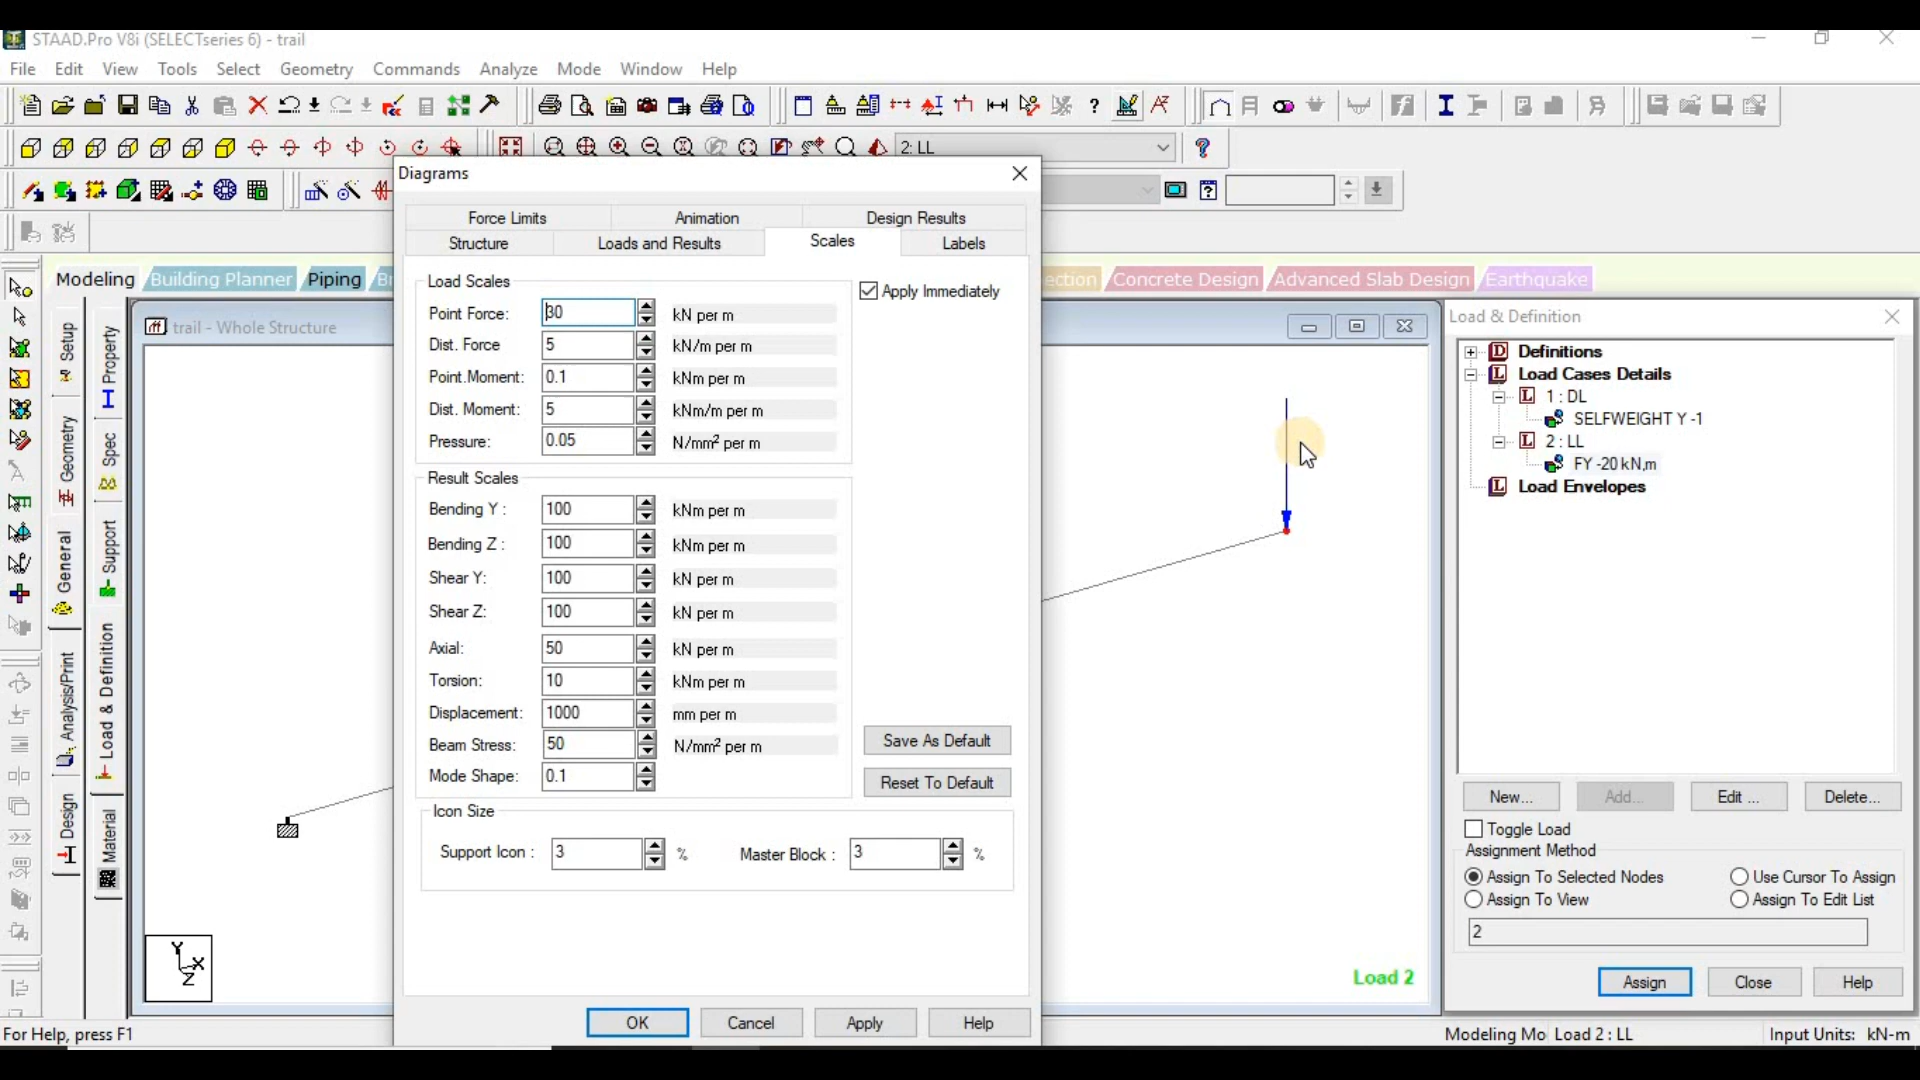 STAAD.Pro V8i (SELECTseries 6) - trail
File Edit View Tools Select Geometry Commands Analyze Mode Window Help
2: LL
Modeling Building Planner Piping
Concrete Design Advanced Slab Design Earthquake
trail - Whole Structure
Setup
Geometry
General
Analysis/Print
Design
Property
Spec
Support
Load & Definition
Material
Diagrams
Force Limits Animation Design Results
Structure Loads and Results Scales Labels
Load Scales
Apply Immediately
Point Force: 30 kN per m
Dist. Force 5 kN/m per m
Point.Moment: 0.1 kNm per m
Dist. Moment: 5 kNm/m per m
Pressure: 0.05 N/mm² per m
Result Scales
Bending Y : 100 kNm per m
Bending Z : 100 kNm per m
Shear Y: 100 kN per m
Shear Z: 100 kN per m
Axial: 50 kN per m
Torsion: 10 kNm per m
Displacement: 1000 mm per m
Beam Stress: 50 N/mm² per m
Mode Shape: 0.1
Save As Default
Reset To Default
Icon Size
Support Icon : 3 % Master Block : 3 %
OK Cancel Apply Help
Y
X
Z
Load 2
Load & Definition
D Definitions
L Load Cases Details
L 1 : DL
SELFWEIGHT Y -1
L 2 : LL
FY -20 kN,m
L Load Envelopes
New... Add... Edit ... Delete...
Toggle Load
Assignment Method
Assign To Selected Nodes Use Cursor To Assign
Assign To View Assign To Edit List
2
Assign Close Help
For Help, press F1
Modeling Mo Load 2 : LL Input Units: kN-m